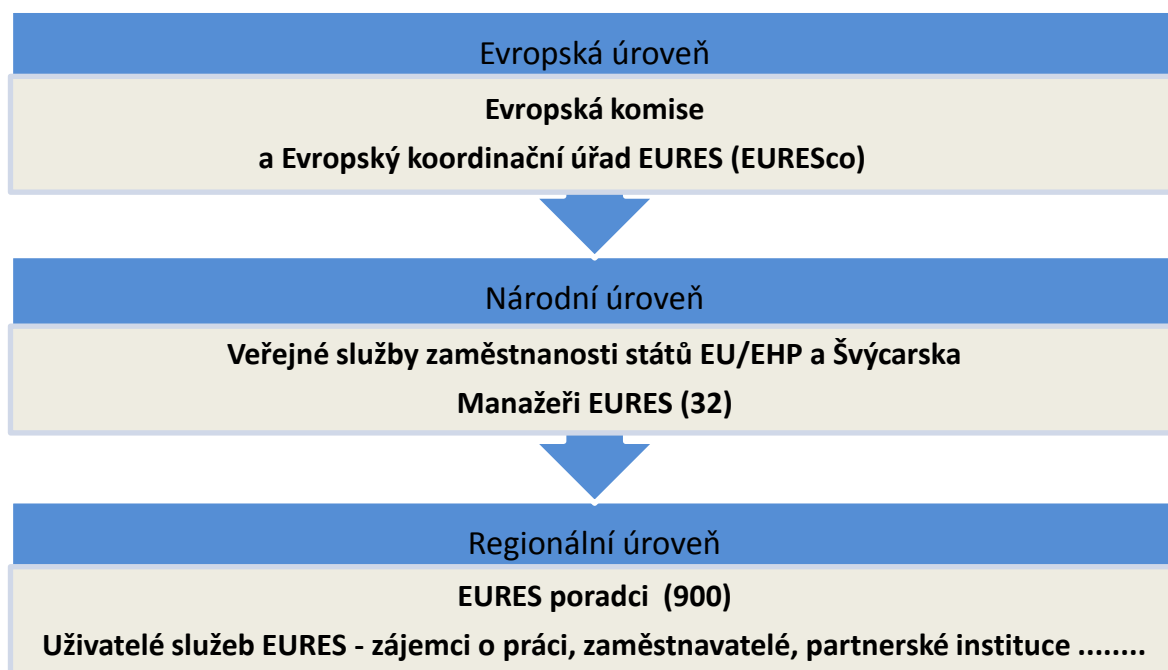 Evropská úroveň
Evropská komise
a Evropský koordinační úřad EURES (EURESco)
Národní úroveň
Veřejné služby zaměstnanosti států EU/EHP a Švýcarska
Manažeři EURES (32)
Regionální úroveň
EURES poradci  (900)
Uživatelé služeb EURES - zájemci o práci, zaměstnavatelé, partnerské instituce ........